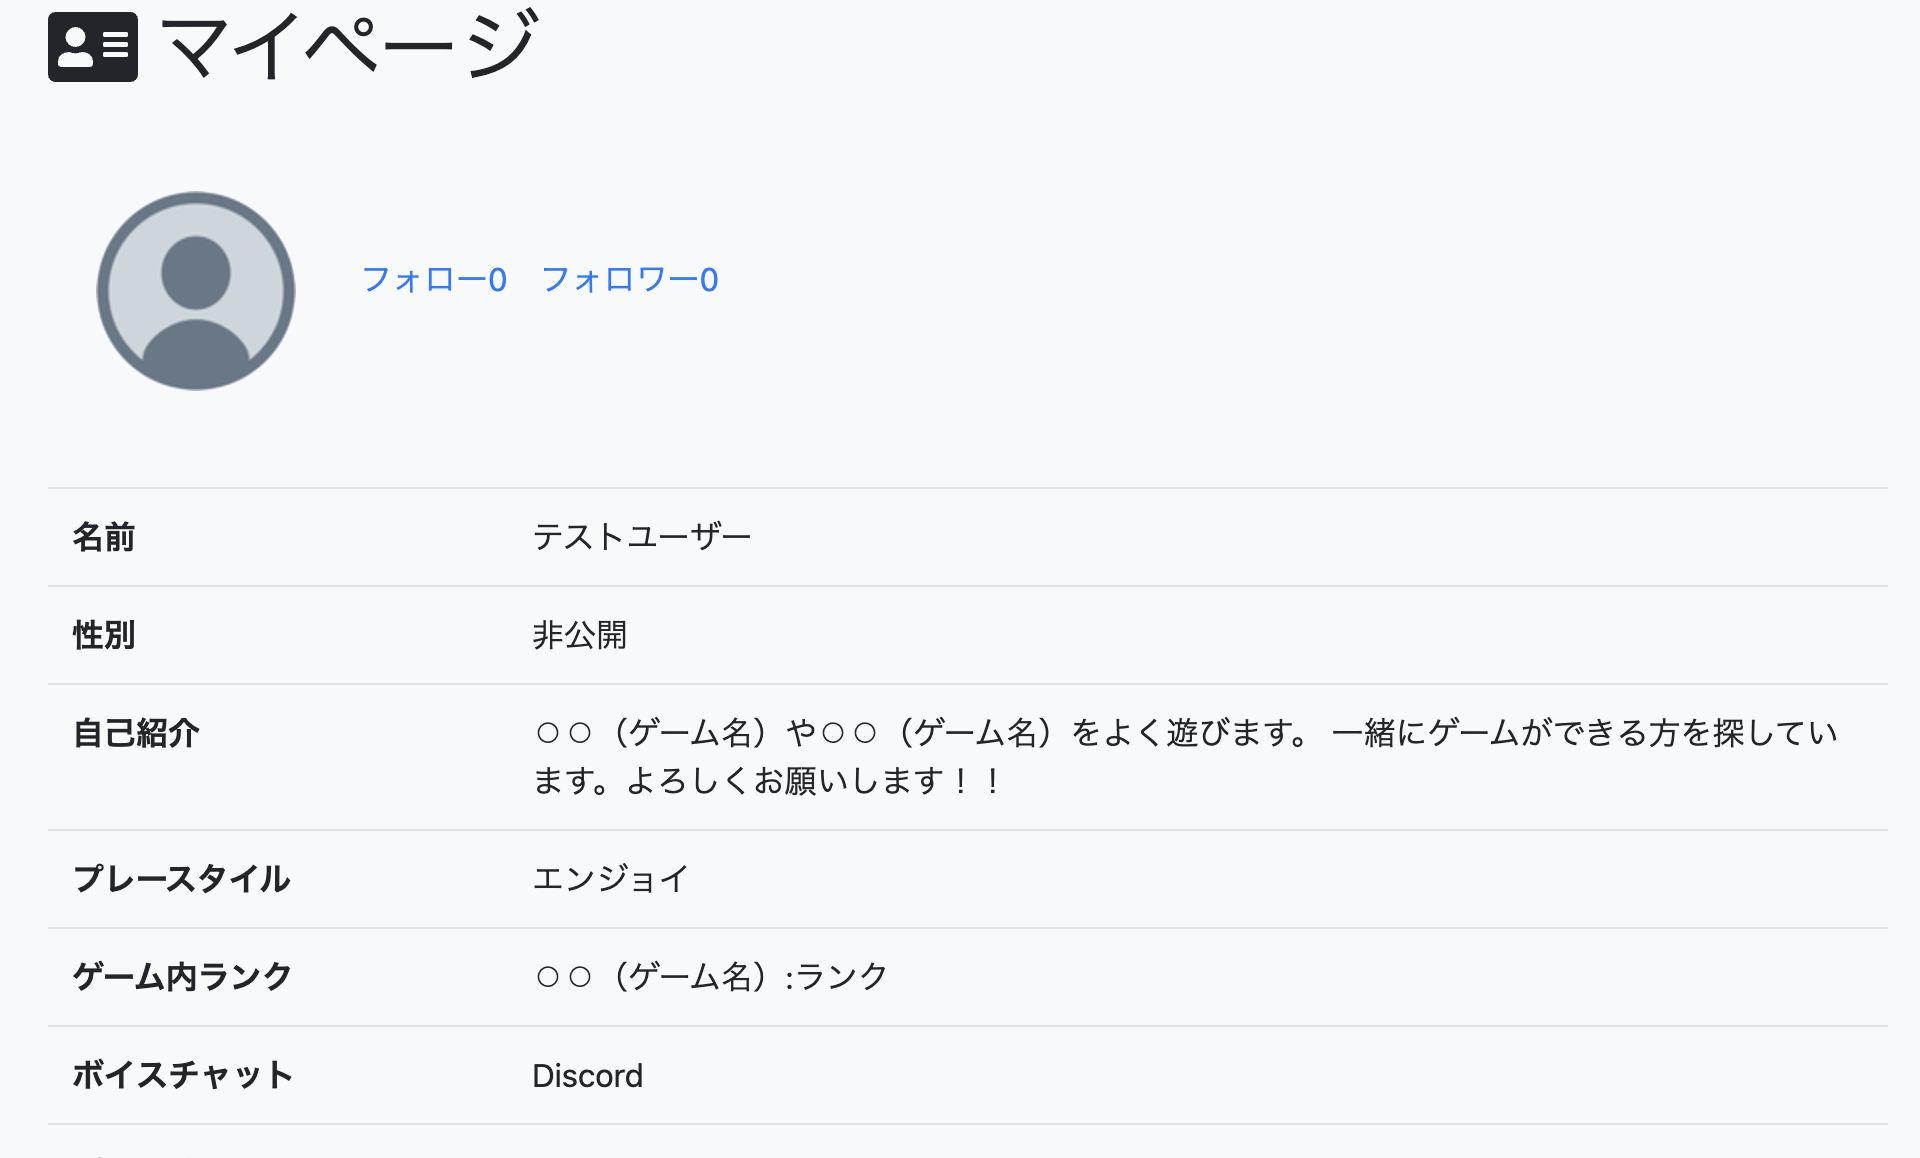 マイページ
フォロー0 フォロワー0
名前 テストユーザー
性別 非公開
自己紹介 ○○（ゲーム名）や○○（ゲーム名）をよく遊びます。 一緒にゲームができる方を探してい
ます。よろしくお願いします！！
プレースタイル エンジョイ
ゲーム内ランク ○○（ゲーム名）:ランク
ボイスチャット Discord